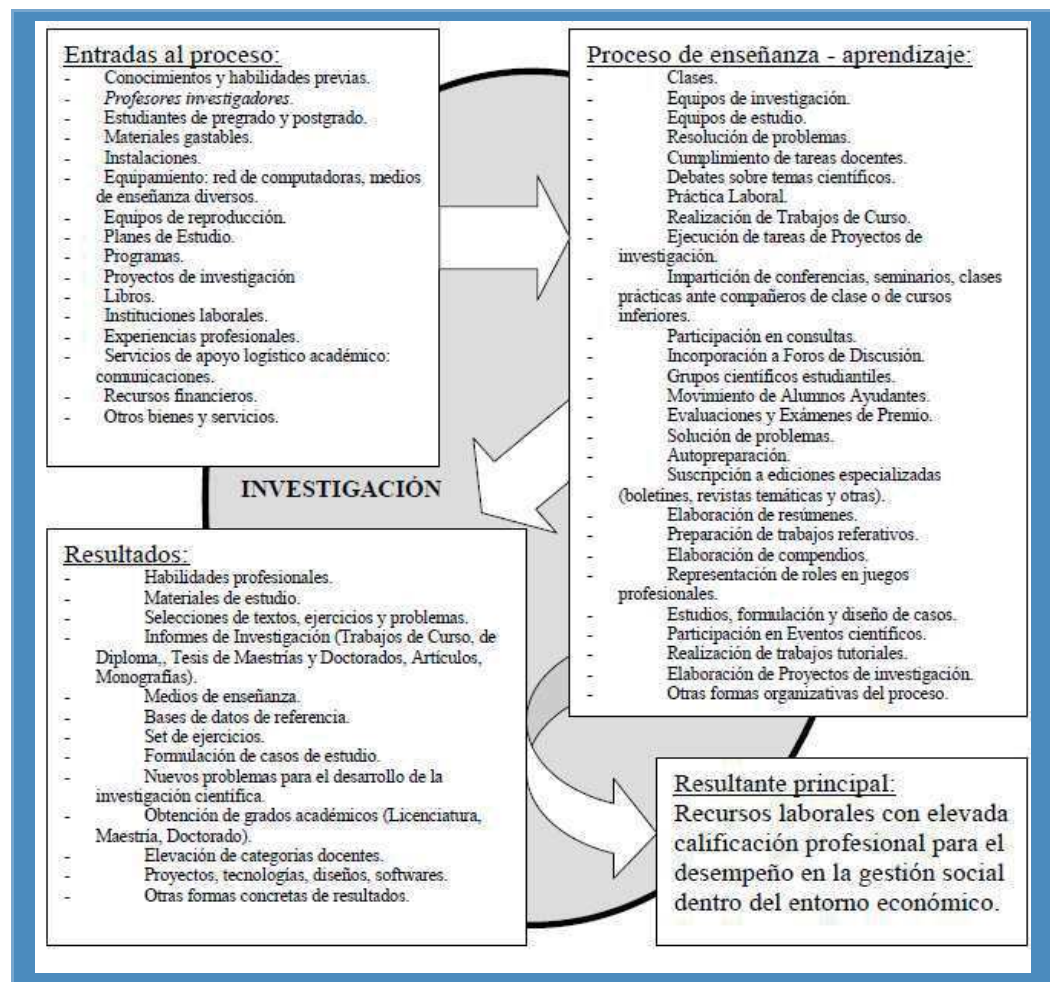 Entradas al proceso:
- Conocimientos y habilidades previas.
- Profesores investigadores.
- Estudiantes de pregrado y postgrado.
- Materiales gastables.
- Instalaciones.
- Equipamiento: red de computadoras, medios
de enseñanza diversos.
- Equipos de reproducción.
- Planes de Estudio.
- Programas.
- Proyectos de investigación
- Libros.
- Instituciones laborales.
- Experiencias profesionales.
- Servicios de apoyo logístico académico:
comunicaciones.
- Recursos financieros.
- Otros bienes y servicios.
Proceso de enseñanza - aprendizaje:
- Clases.
- Equipos de investigación.
- Equipos de estudio.
- Resolución de problemas.
- Cumplimiento de tareas docentes.
- Debates sobre temas científicos.
- Práctica Laboral.
- Realización de Trabajos de Curso.
- Ejecución de tareas de Proyectos de
investigación.
- Impartición de conferencias, seminarios, clases
prácticas ante compañeros de clase o de cursos
inferiores.
- Participación en consultas.
- Incorporación a Foros de Discusión.
- Grupos científicos estudiantiles.
- Movimiento de Alumnos Ayudantes.
- Evaluaciones y Exámenes de Premio.
- Solución de problemas.
- Autopreparación.
- Suscripción a ediciones especializadas
(boletines, revistas temáticas y otras).
- Elaboración de resúmenes.
- Preparación de trabajos referativos.
- Elaboración de compendios.
- Representación de roles en juegos
profesionales.
- Estudios, formulación y diseño de casos.
- Participación en Eventos científicos.
- Realización de trabajos tutoriales.
- Elaboración de Proyectos de investigación.
- Otras formas organizativas del proceso.
INVESTIGACIÓN
Resultados:
- Habilidades profesionales.
- Materiales de estudio.
- Selecciones de textos, ejercicios y problemas.
- Informes de Investigación (Trabajos de Curso, de
Diploma,, Tesis de Maestrías y Doctorados, Artículos,
Monografías).
- Medios de enseñanza.
- Bases de datos de referencia.
- Set de ejercicios.
- Formulación de casos de estudio.
- Nuevos problemas para el desarrollo de la
investigación científica.
- Obtención de grados académicos (Licenciatura,
Maestría, Doctorado).
- Elevación de categorías docentes.
- Proyectos, tecnologías, diseños, softwares.
- Otras formas concretas de resultados.
Resultante principal:
Recursos laborales con elevada
calificación profesional para el
desempeño en la gestión social
dentro del entorno económico.